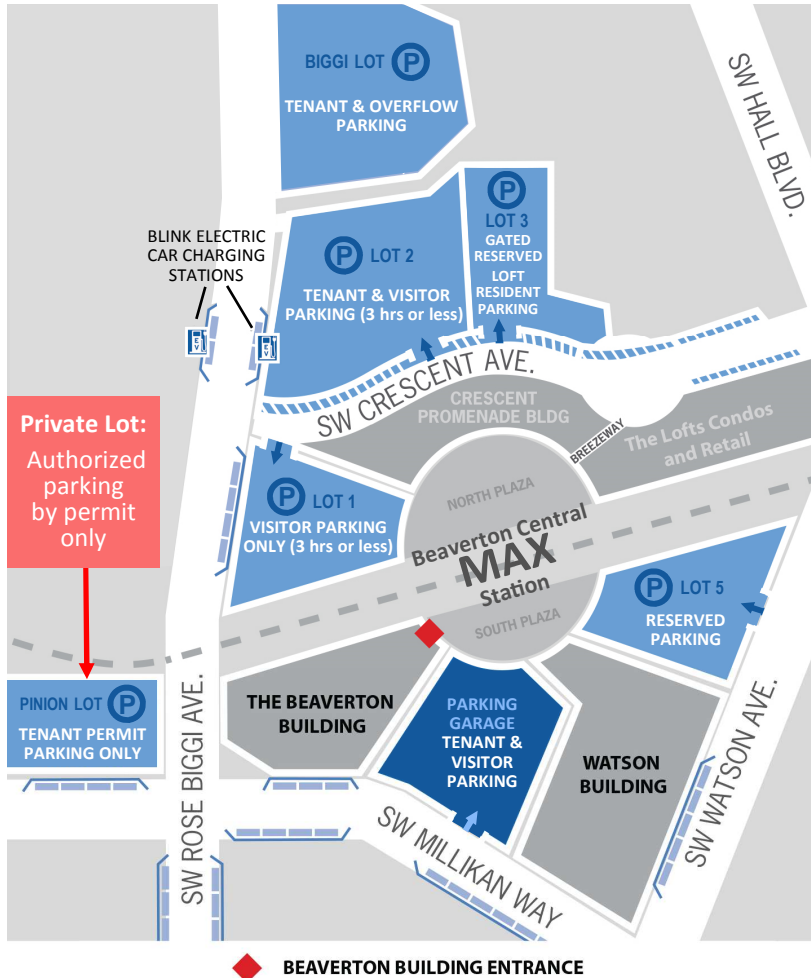 BIGGI LOT P
TENANT & OVERFLOW
PARKING
SW HALL BLVD.
P
LOT 3
GATED
RESERVED
LOFT
RESIDENT
PARKING
BLINK ELECTRIC
CAR CHARGING
STATIONS
P LOT 2
TENANT & VISITOR
PARKING (3 hrs or less)
EV
EV
SW CRESCENT AVE.
CRESCENT
PROMENADE BLDG
BREEZEWAY
The Lofts Condos
and Retail
Private Lot:
Authorized
parking
by permit
only
P LOT 1
VISITOR PARKING
ONLY (3 hrs or less)
NORTH PLAZA
Beaverton Central
MAX
Station
SOUTH PLAZA
P LOT 5
RESERVED
PARKING
PINION LOT P
TENANT PERMIT
PARKING ONLY
SW ROSE BIGGI AVE.
THE BEAVERTON
BUILDING
PARKING
GARAGE
TENANT &
VISITOR
PARKING
WATSON
BUILDING
SW WATSON AVE.
SW MILLIKAN WAY
BEAVERTON BUILDING ENTRANCE